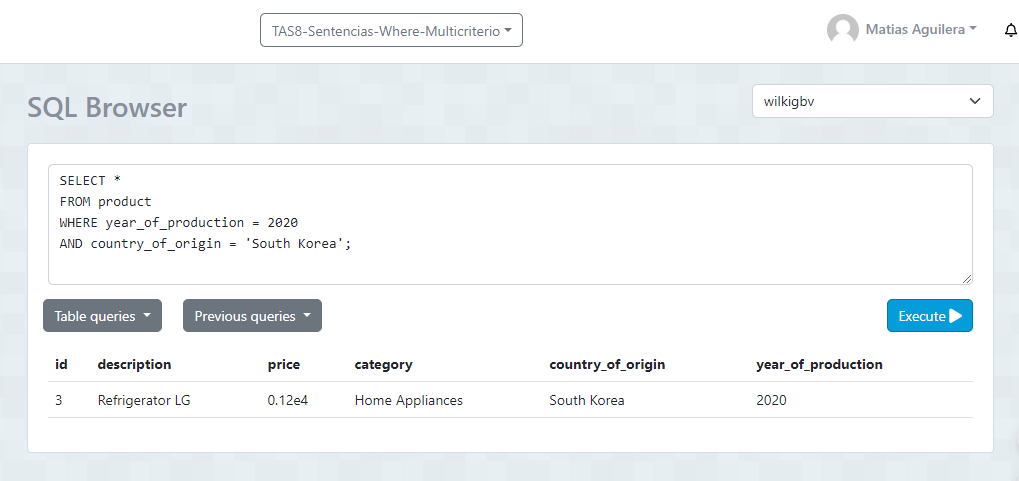 TAS8-Sentencias-Where-Multicriterio
Matias Aguilera
SQL Browser
wilkigbv
SELECT *
FROM product
WHERE year_of_production = 2020
AND country_of_origin = 'South Korea';
Table queries
Previous queries
Execute
id description price category country_of_origin year_of_production
3 Refrigerator LG 0.12e4 Home Appliances South Korea 2020